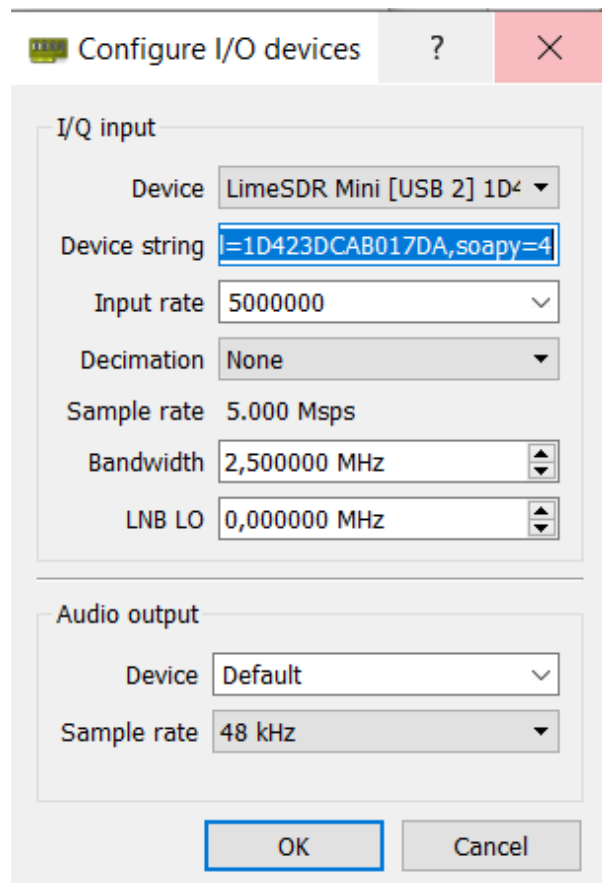 Configure I/O devices ? ×
I/Q input
Device LimeSDR Mini [USB 2] 1D4
Device string l=1D423DCAB017DA,soapy=4
Input rate 5000000
Decimation None
Sample rate 5.000 Msps
Bandwidth 2,500000 MHz
LNB LO 0,000000 MHz
Audio output
Device Default
Sample rate 48 kHz
OK Cancel